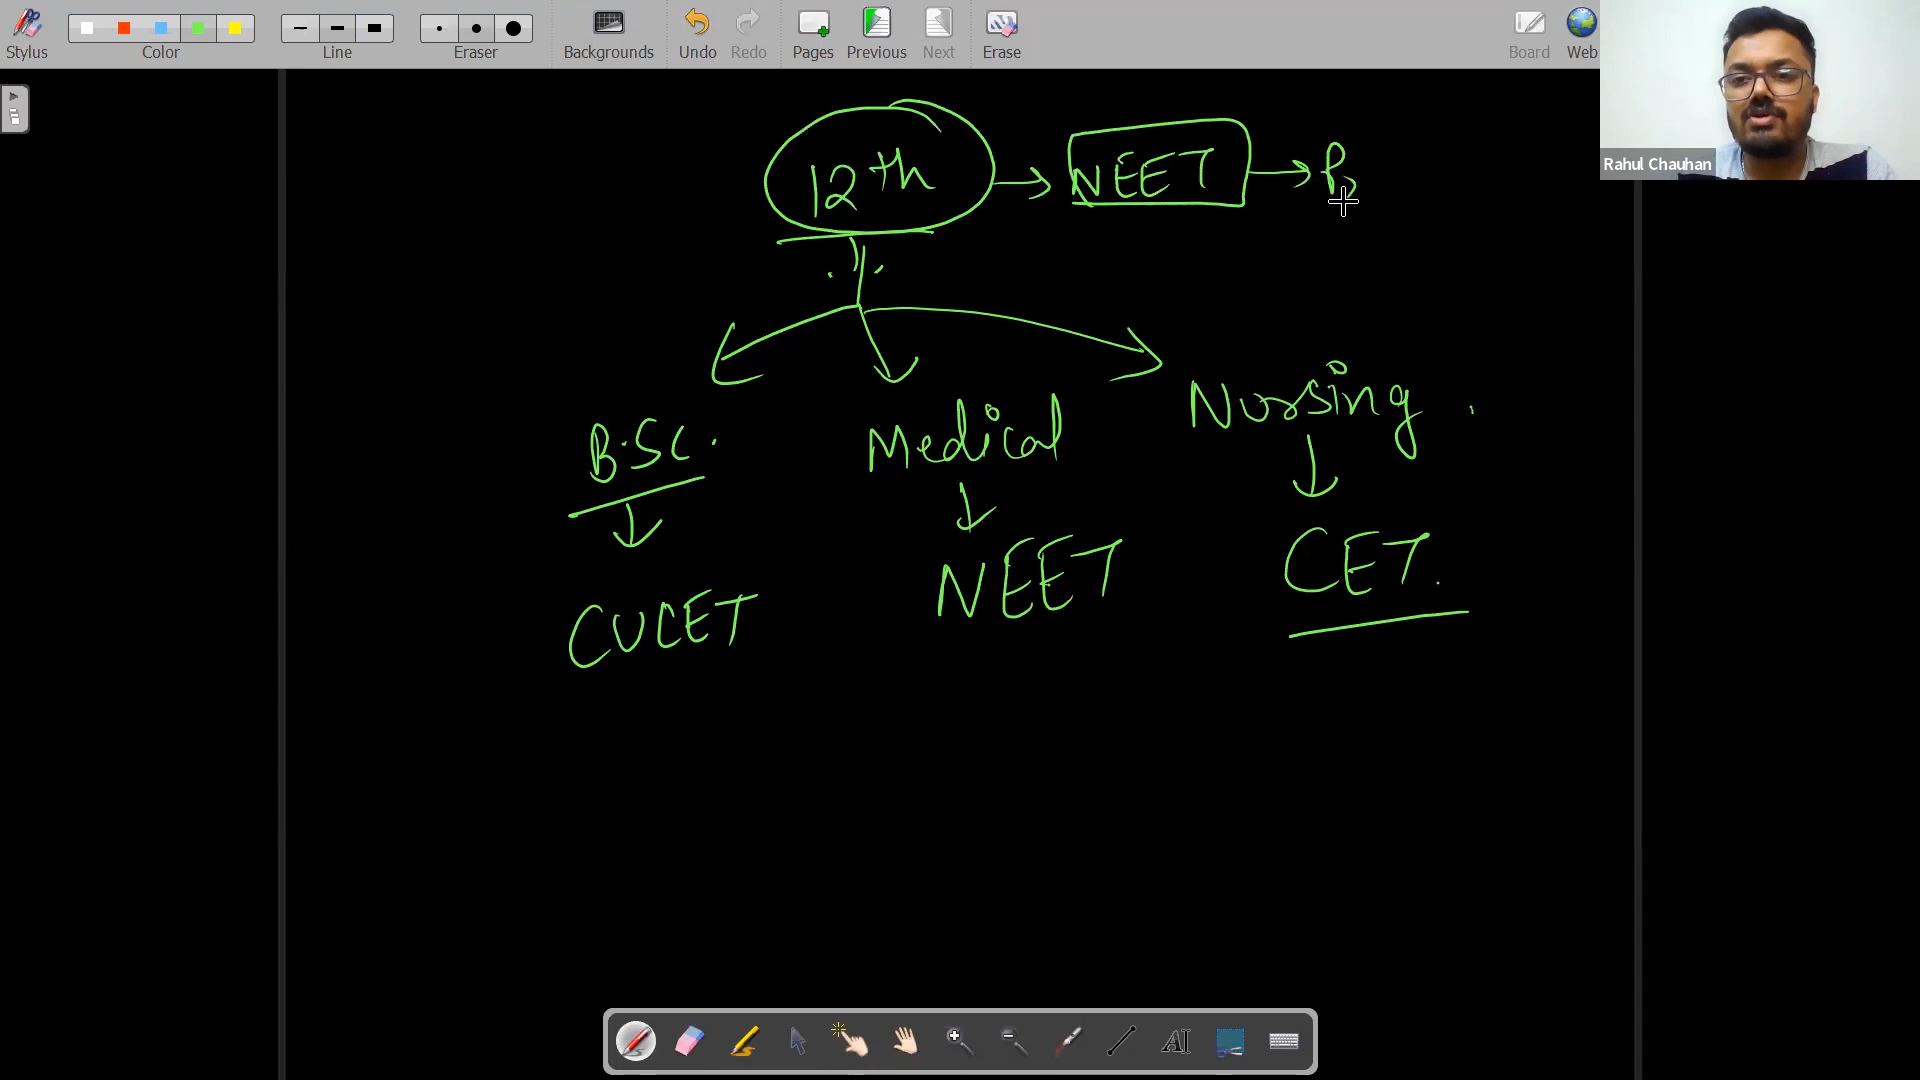 Stylus Color Line Eraser Backgrounds Undo Redo Pages Previous Next Erase Board Web
Rahul Chauhan
12th → NEET →
B.SC. Medical Nursing
CUCET NEET CET.
AI